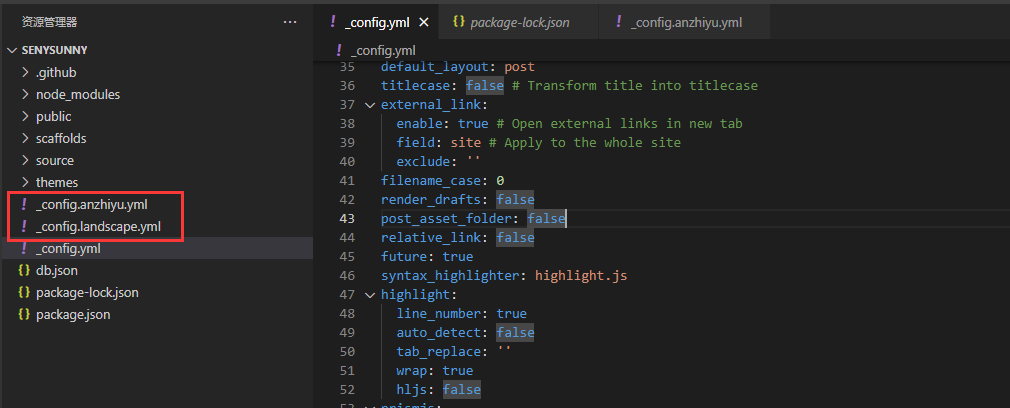 资源管理器
SENYSUNNY
.github
node_modules
public
scaffolds
source
themes
! _config.anzhiyu.yml
! _config.landscape.yml
! _config.yml
{} db.json
{} package-lock.json
{} package.json
! _config.yml
{} package-lock.json
! _config.anzhiyu.yml
! _config.yml
35 default_layout: post
36 titlecase: false # Transform title into titlecase
37 external_link:
38 enable: true # Open external links in new tab
39 field: site # Apply to the whole site
40 exclude: ''
41 filename_case: 0
42 render_drafts: false
43 post_asset_folder: false
44 relative_link: false
45 future: true
46 syntax_highlighter: highlight.js
47 highlight:
48 line_number: true
49 auto_detect: false
50 tab_replace: ''
51 wrap: true
52 hljs: false